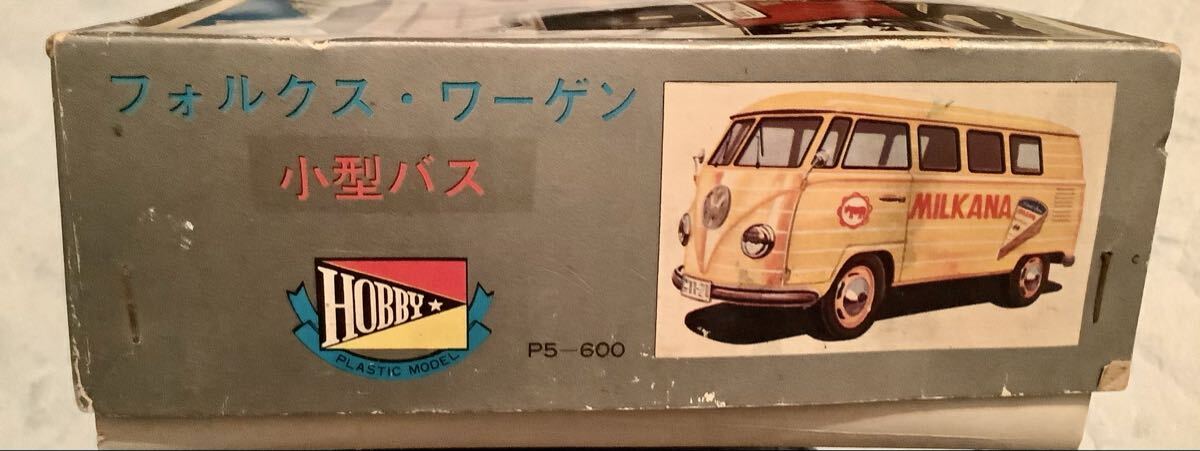 フォルクス・ワーゲン
小型バス
HOBBY
PLASTIC MODEL
P5-600
MILKANA